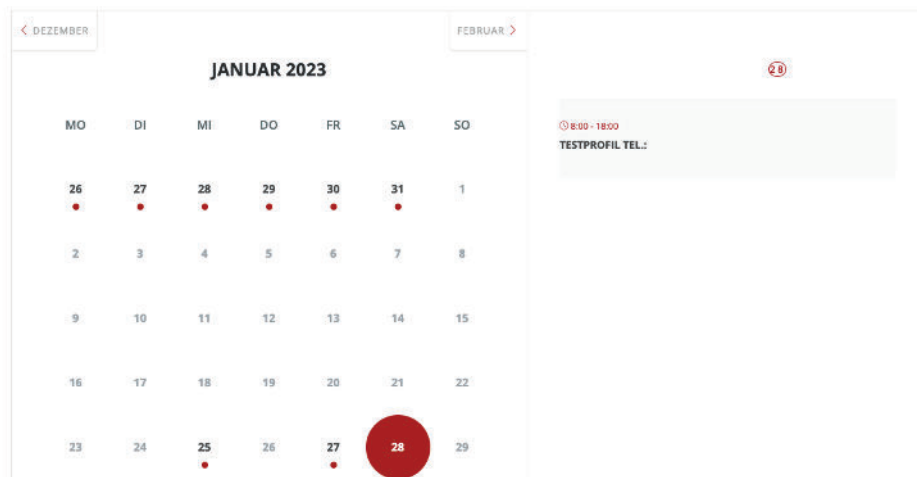 DEZEMBER
FEBRUAR
JANUAR 2023
MO DI MI DO FR SA SO
26 27 28 29 30 31 1
2 3 4 5 6 7 8
9 10 11 12 13 14 15
16 17 18 19 20 21 22
23 24 25 26 27 28 29
28
8:00 - 18:00
TESTPROFIL TEL.: